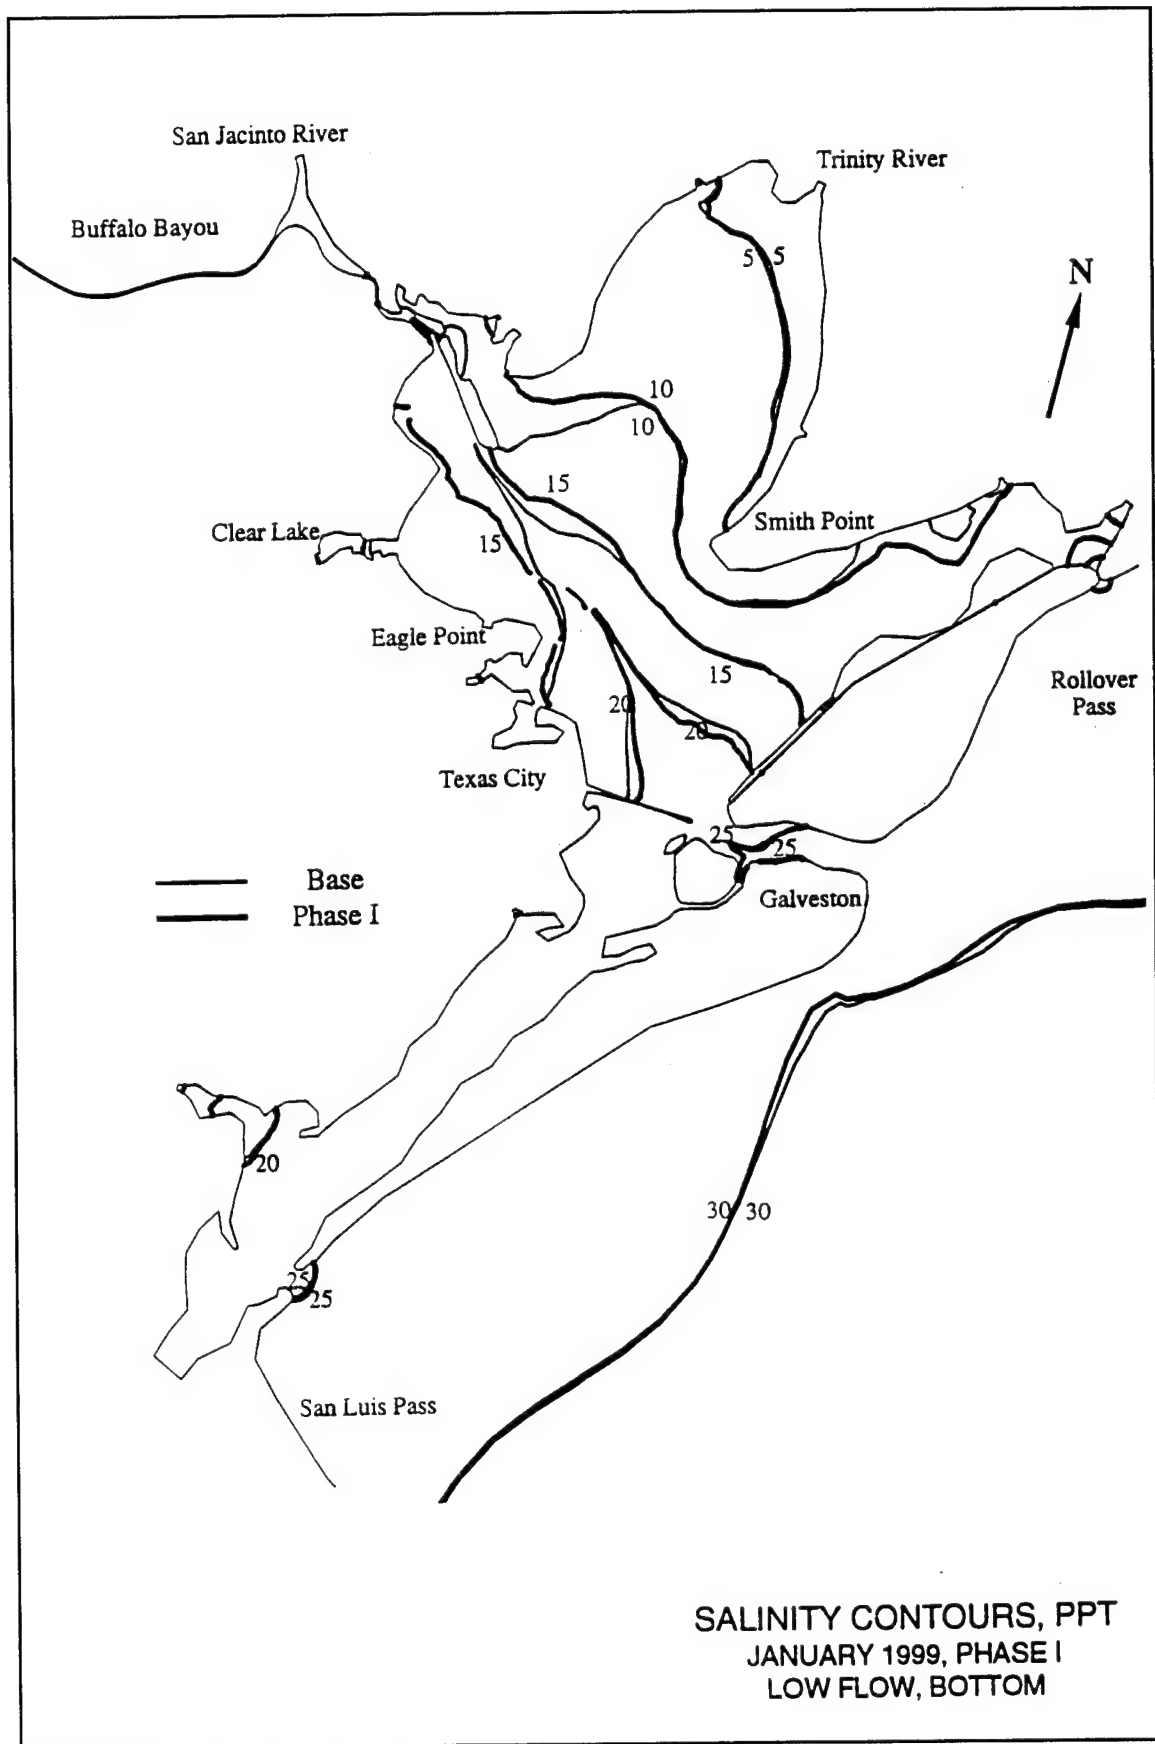 San Jacinto River
Trinity River
Buffalo Bayou
5 5
N
10
10
15
Smith Point
Clear Lake
15
Eagle Point
15
Rollover
Pass
20
20
Texas City
25
25
Base
Galveston
Phase I
20
30 30
25
25
San Luis Pass
SALINITY CONTOURS, PPT
JANUARY 1999, PHASE I
LOW FLOW, BOTTOM